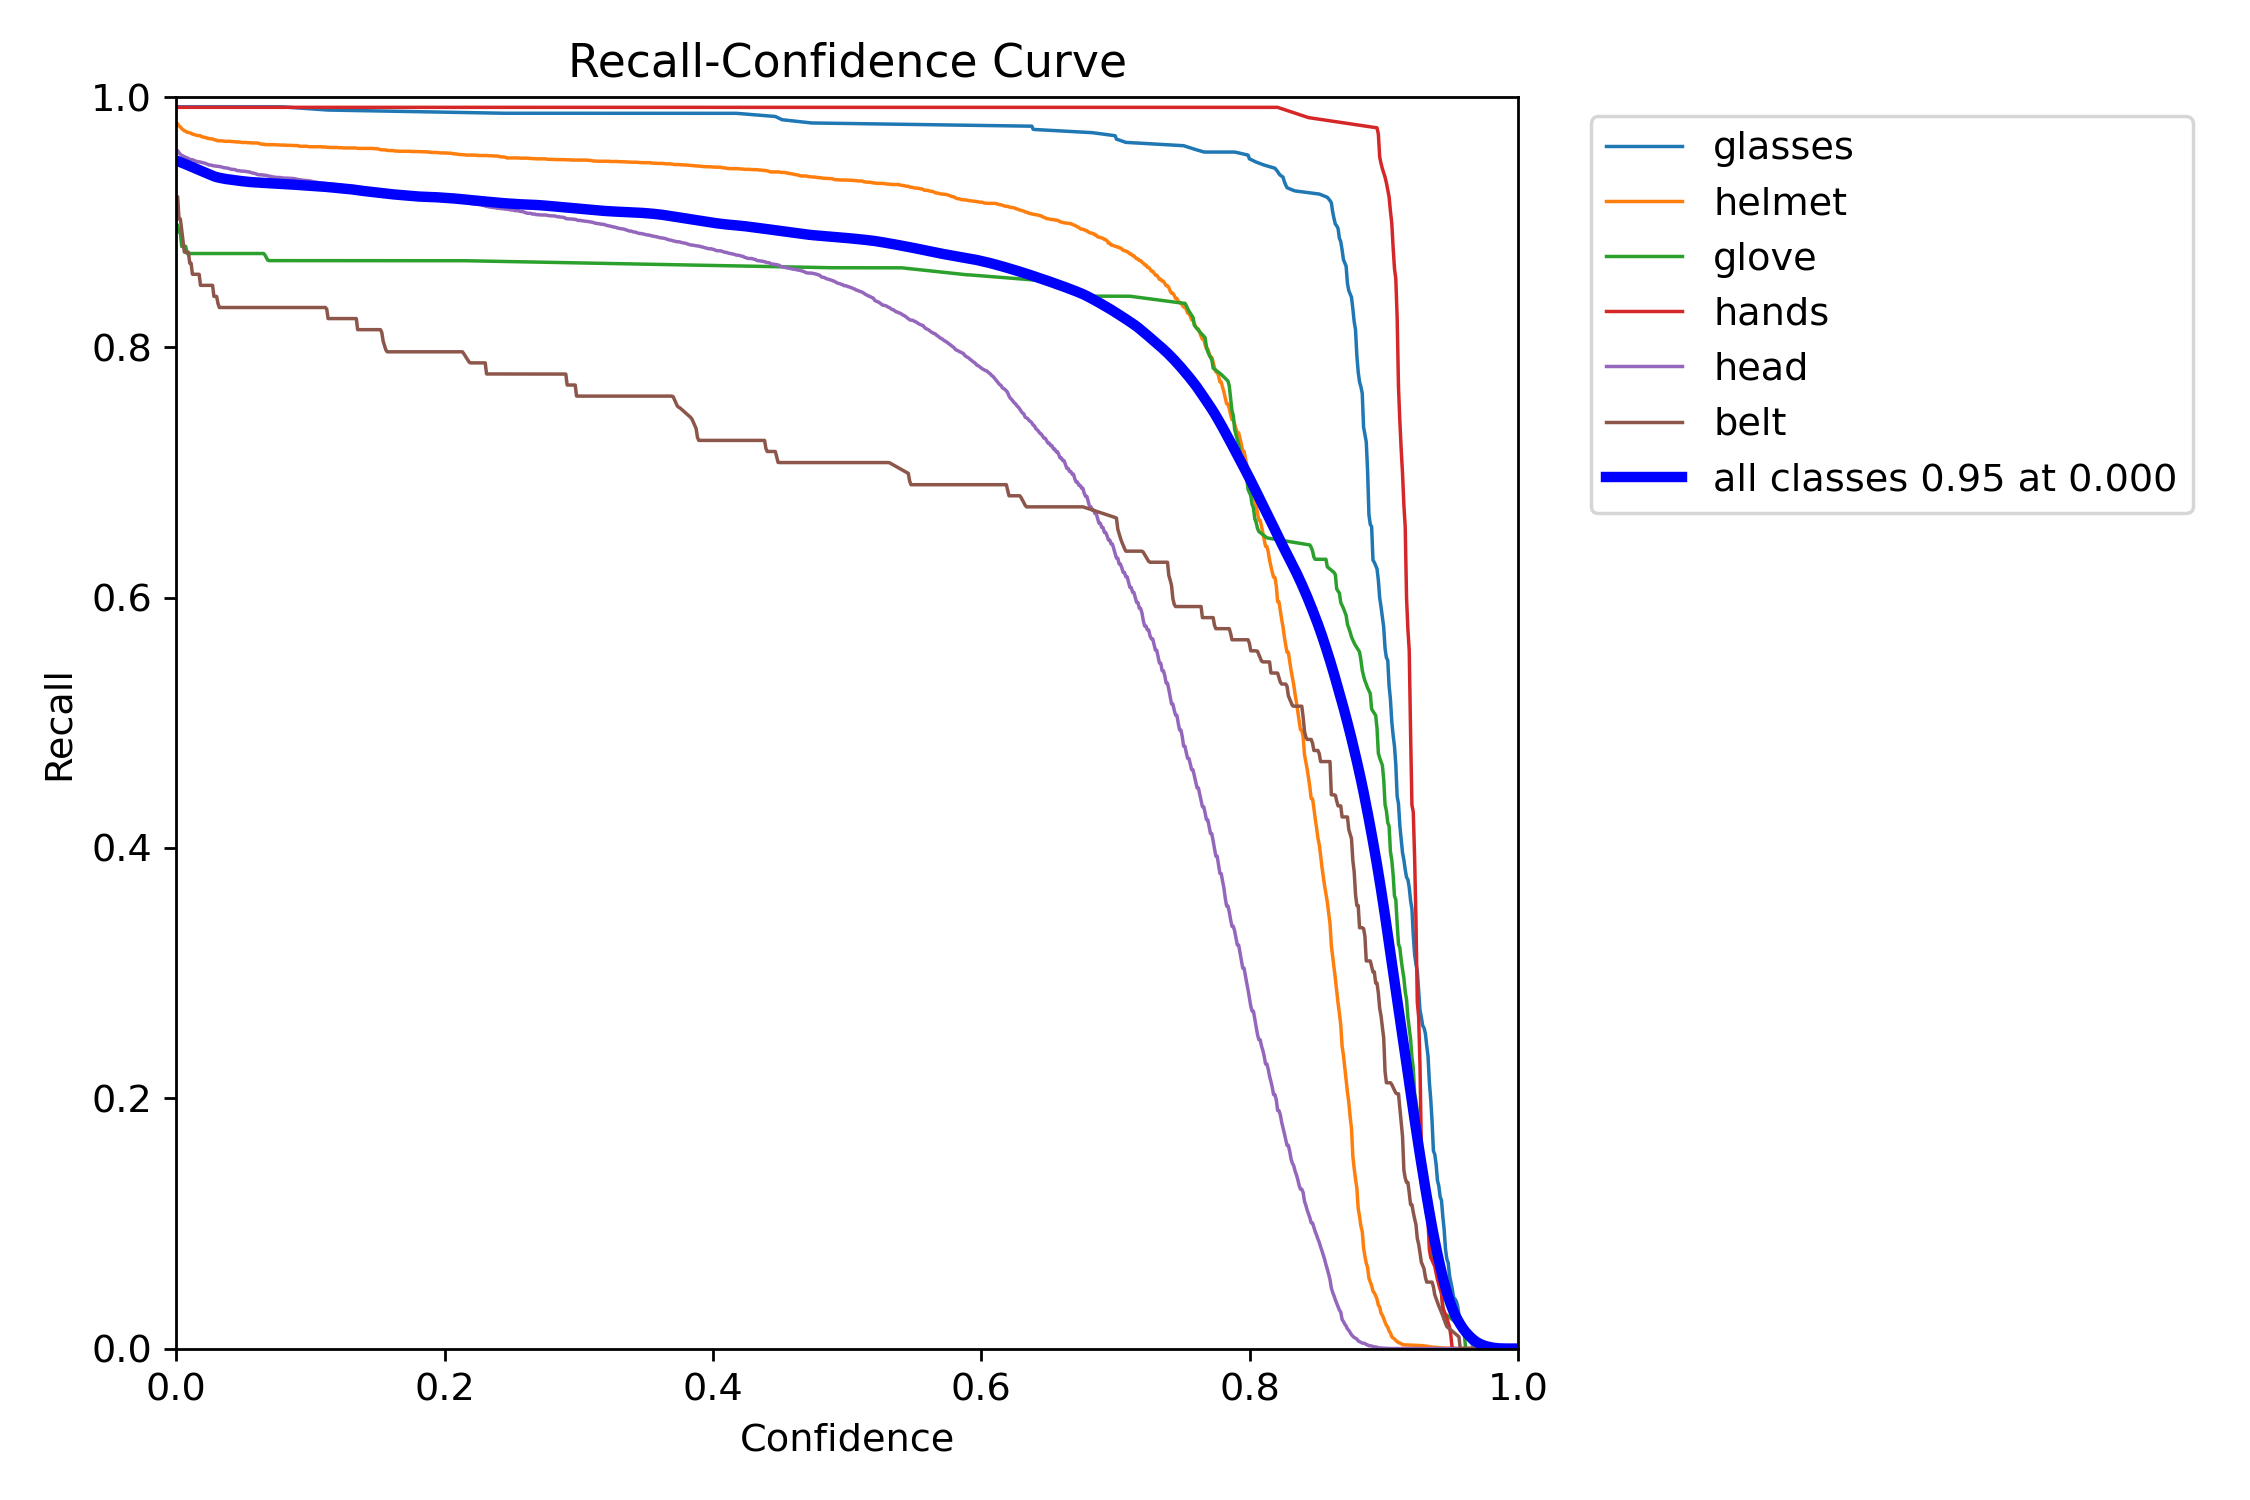 Recall-Confidence Curve
1.0
0.8
0.6
0.4
0.2
0.0
Recall
0.0 0.2 0.4 0.6 0.8 1.0
Confidence
glasses
helmet
glove
hands
head
belt
all classes 0.95 at 0.000